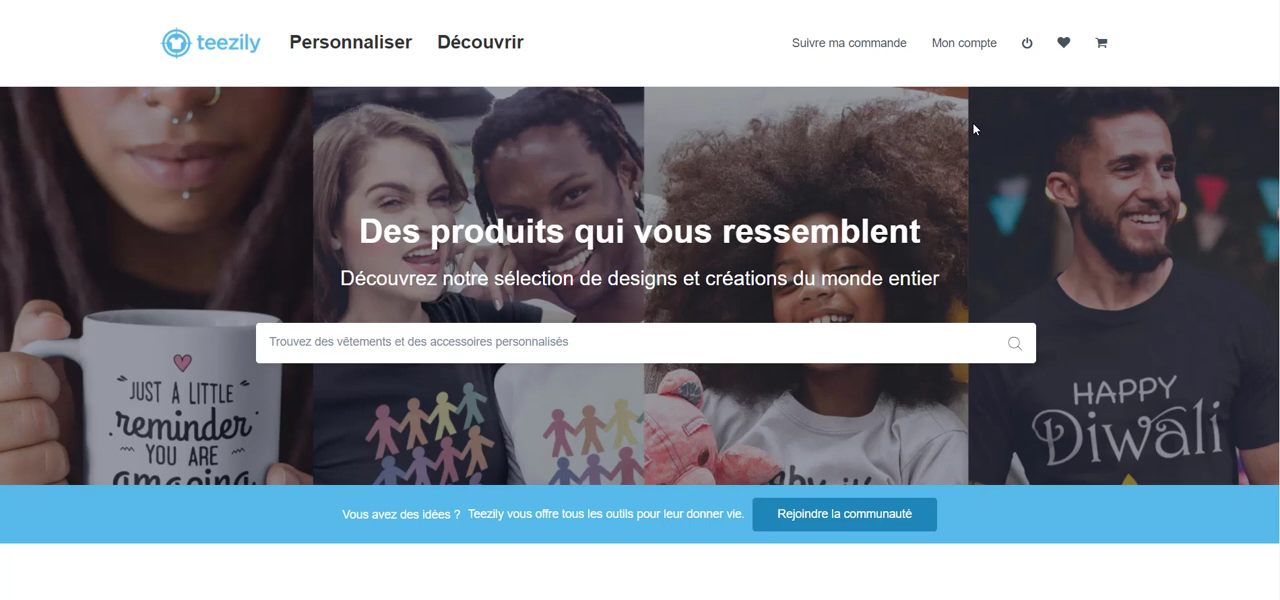 teezily
Personnaliser
Découvrir
Suivre ma commande
Mon compte
Des produits qui vous ressemblent
Découvrez notre sélection de designs et créations du monde entier
Trouvez des vêtements et des accessoires personnalisés
JUST A LITTLE
reminder
YOU ARE
amazing
HAPPY
Diwali
Vous avez des idées ? Teezily vous offre tous les outils pour leur donner vie.
Rejoindre la communauté